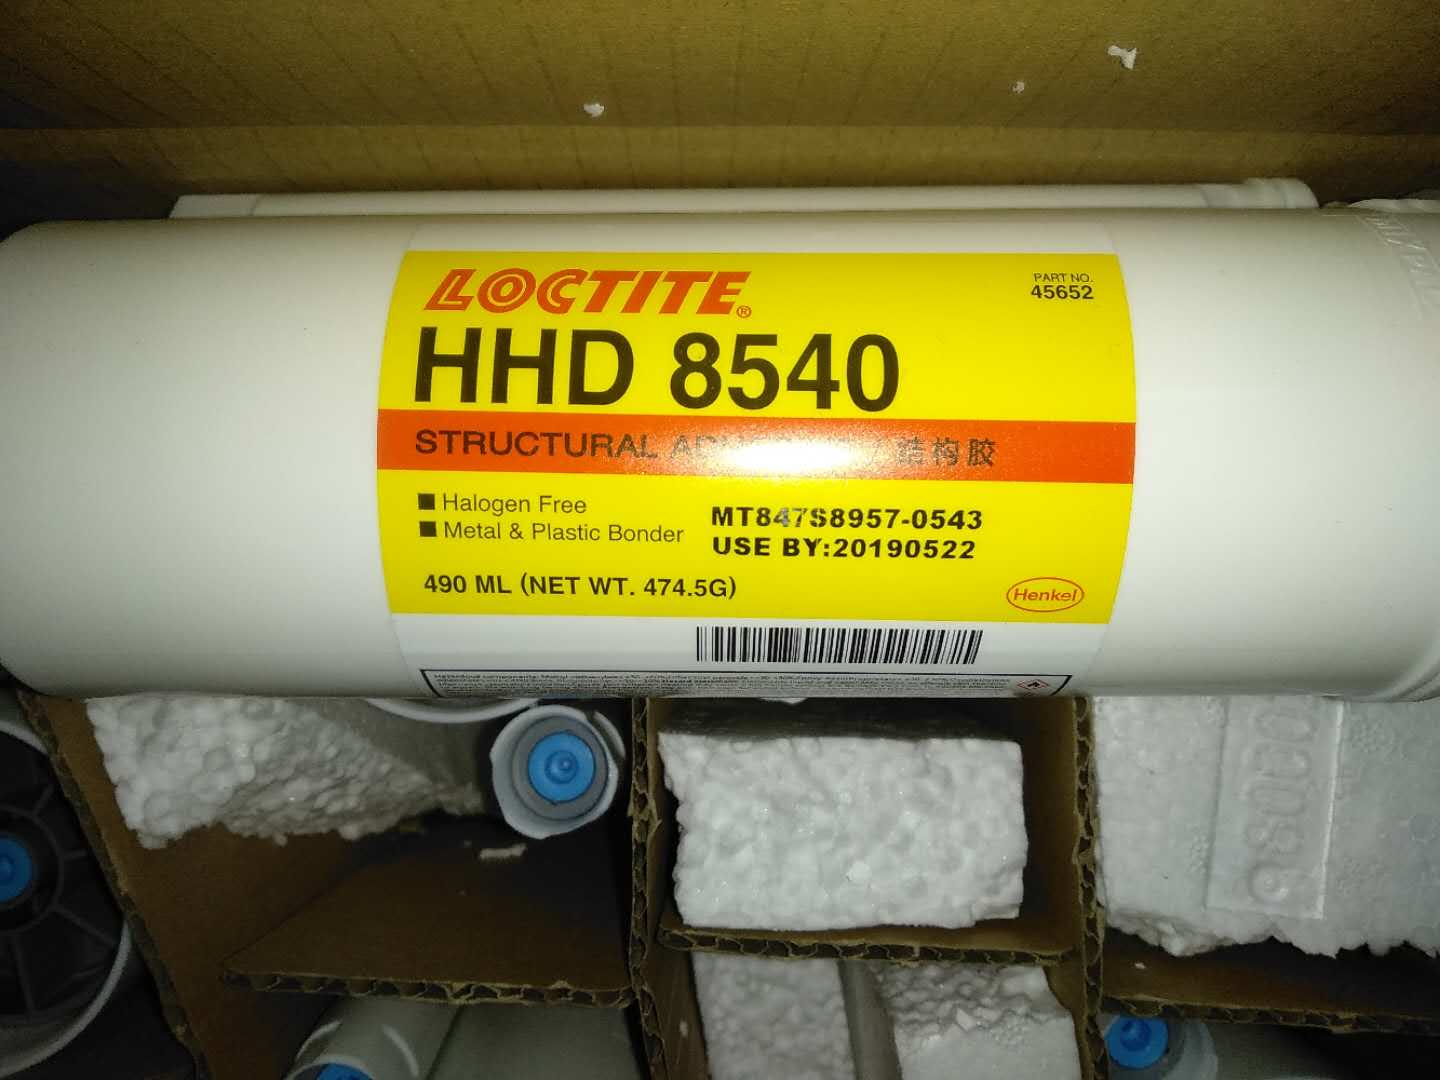 LOCTITE®
PART NO.
45652
HHD 8540
STRUCTURAL / 结构胶
■ Halogen Free
■ Metal & Plastic Bonder
MT847S8957-0543
USE BY:20190522
490 ML (NET WT. 474.5G)
Henkel